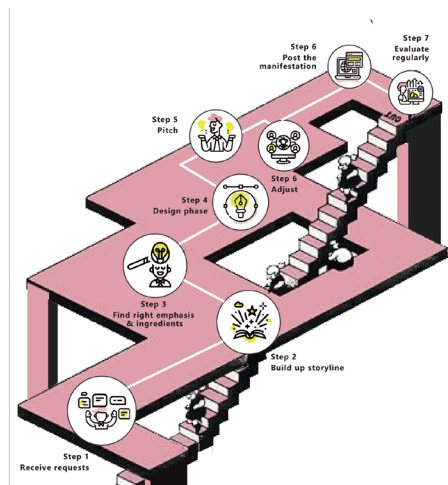 Step 6
Post the
manifestation
Step 7
Evaluate
regularly
Step 5
Pitch
OUT
Step 6
Adjust
Step 4
Design phase
Step 3
Find right emphasis
& ingredients
Step 2
Build up storyline
Step 1
Receive requests